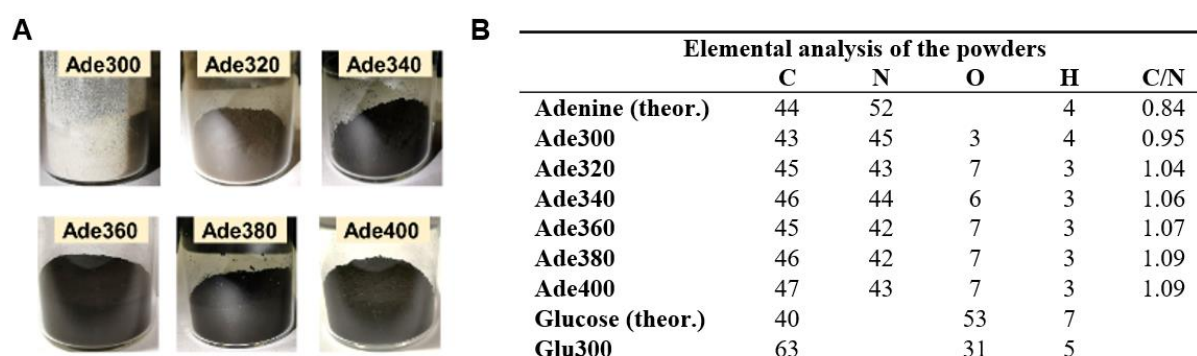 A
Ade300 Ade320 Ade340
Ade360 Ade380 Ade400
B
Elemental analysis of the powders
C N O H C/N
Adenine (theor.) 44 52 4 0.84
Ade300 43 45 3 4 0.95
Ade320 45 43 7 3 1.04
Ade340 46 44 6 3 1.06
Ade360 45 42 7 3 1.07
Ade380 46 42 7 3 1.09
Ade400 47 43 7 3 1.09
Glucose (theor.) 40 53 7
Glu300 63 31 5